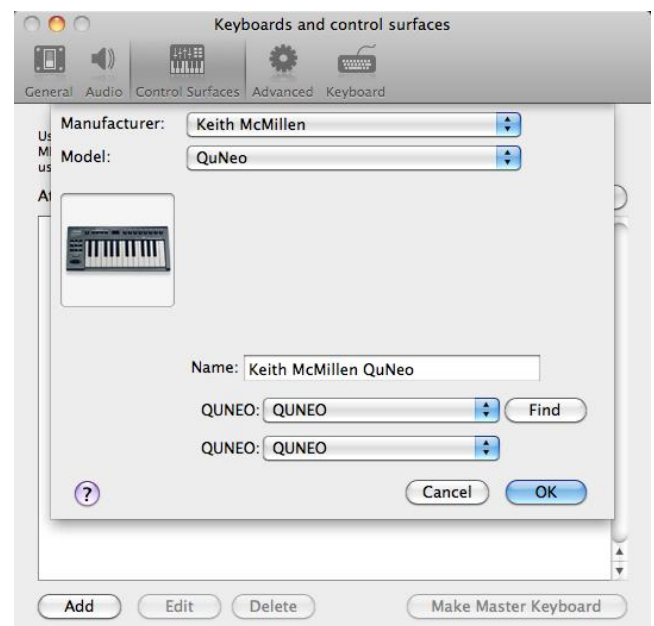 Keyboards and control surfaces
General Audio Control Surfaces Advanced Keyboard
Manufacturer: Keith McMillen
Model: QuNeo
Name: Keith McMillen QuNeo
QUNEO: QUNEO Find
QUNEO: QUNEO
? Cancel OK
Add Edit Delete Make Master Keyboard